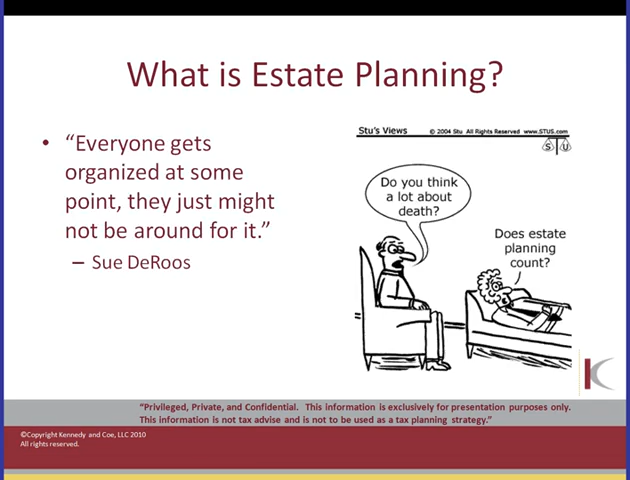 What is Estate Planning?
• “Everyone gets
organized at some
point, they just might
not be around for it.”
– Sue DeRoos
Stu's Views © 2004 Stu All Rights Reserved www.STUS.com
S U
Do you think
a lot about
death?
Does estate
planning
count?
K
“Privileged, Private, and Confidential. This information is exclusively for presentation purposes only.
This information is not tax advise and is not to be used as a tax planning strategy.”
©Copyright Kennedy and Coe, LLC 2010
All rights reserved.